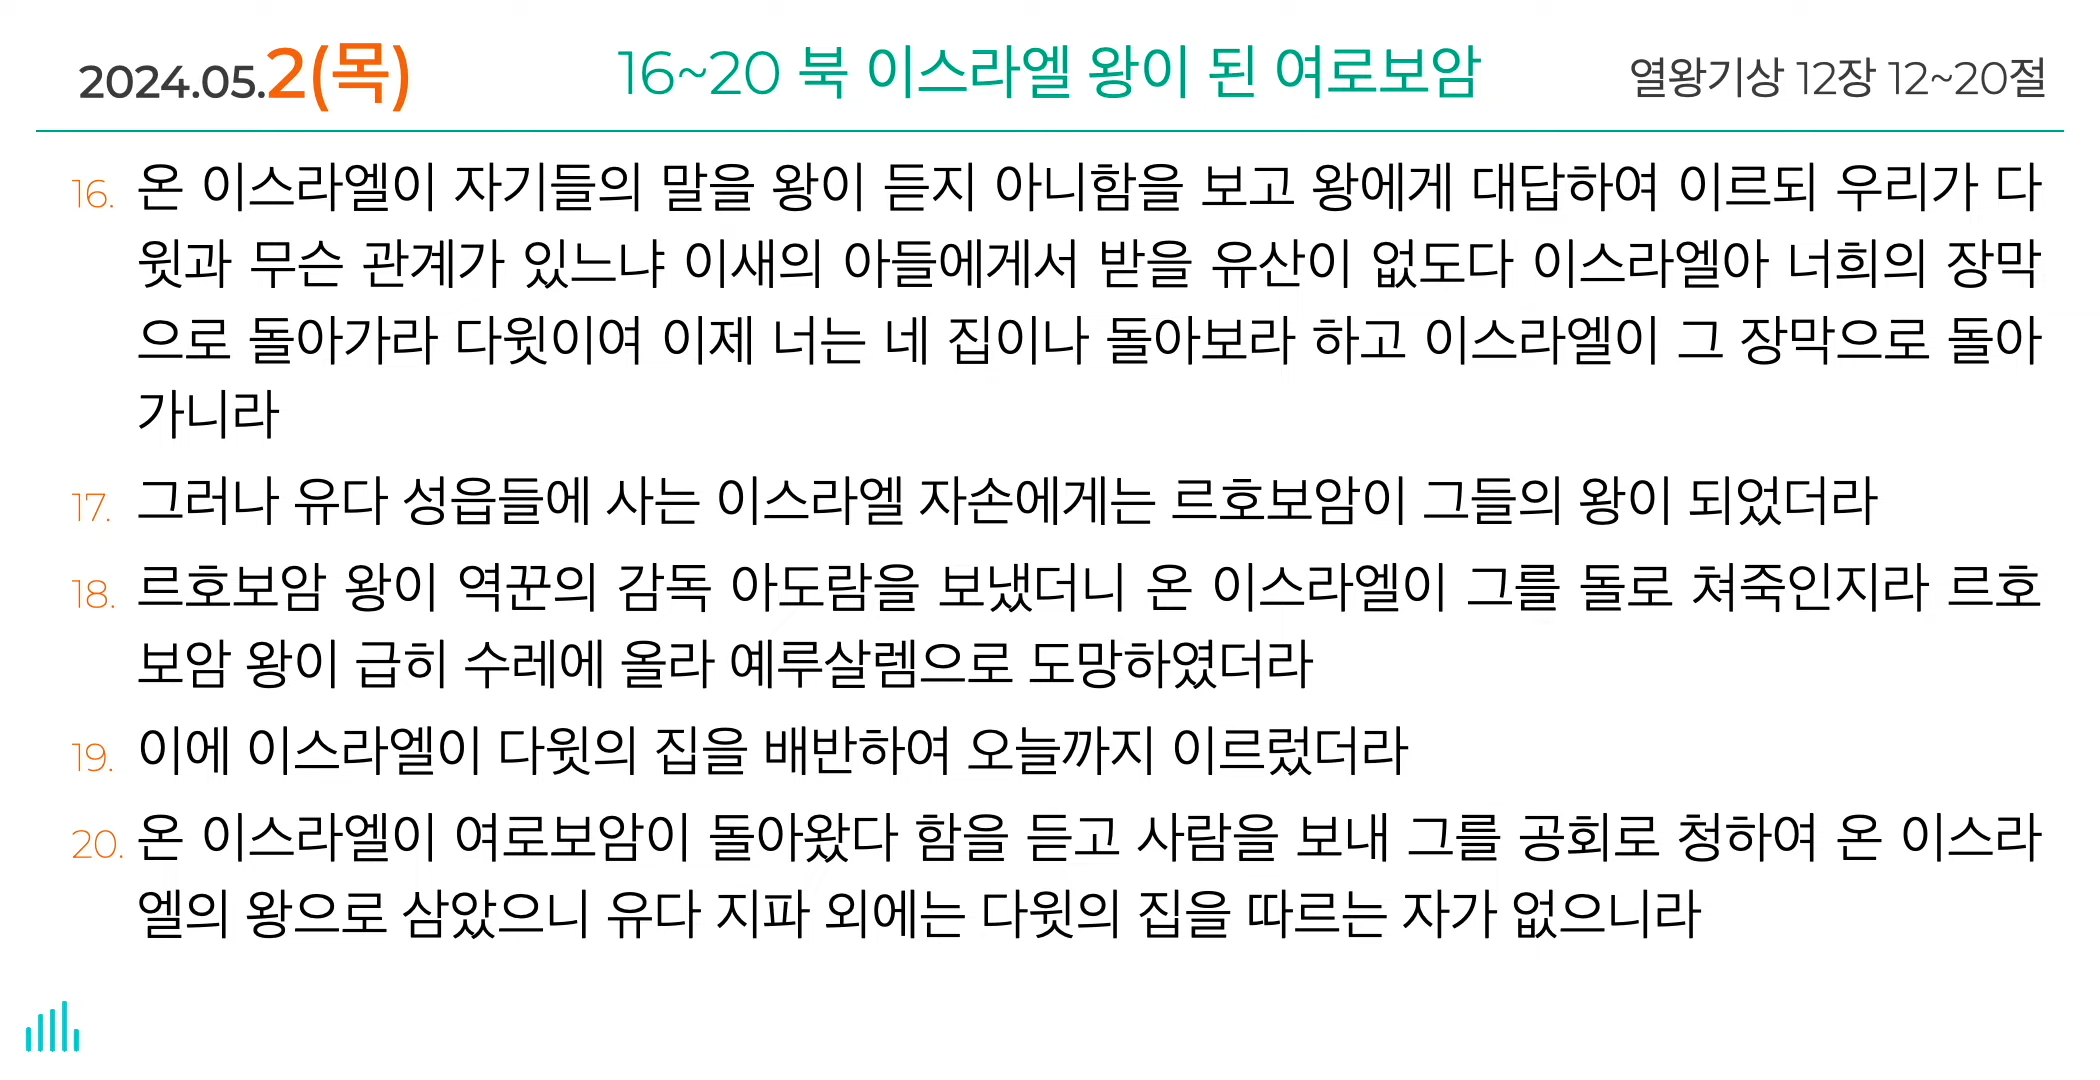 2024.05.2(목)
16~20 북 이스라엘 왕이 된 여로보암
열왕기상 12장 12~20절
16. 온 이스라엘이 자기들의 말을 왕이 듣지 아니함을 보고 왕에게 대답하여 이르되 우리가 다
윗과 무슨 관계가 있느냐 이새의 아들에게서 받을 유산이 없도다 이스라엘아 너희의 장막
으로 돌아가라 다윗이여 이제 너는 네 집이나 돌아보라 하고 이스라엘이 그 장막으로 돌아
가니라
17. 그러나 유다 성읍들에 사는 이스라엘 자손에게는 르호보암이 그들의 왕이 되었더라
18. 르호보암 왕이 역꾼의 감독 아도람을 보냈더니 온 이스라엘이 그를 돌로 쳐죽인지라 르호
보암 왕이 급히 수레에 올라 예루살렘으로 도망하였더라
19. 이에 이스라엘이 다윗의 집을 배반하여 오늘까지 이르렀더라
20. 온 이스라엘이 여로보암이 돌아왔다 함을 듣고 사람을 보내 그를 공회로 청하여 온 이스라
엘의 왕으로 삼았으니 유다 지파 외에는 다윗의 집을 따르는 자가 없으니라